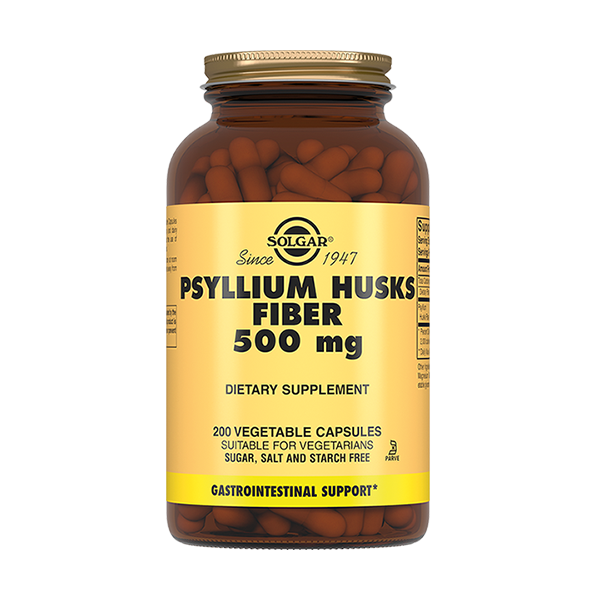 SOLGAR®
Since 1947
PSYLLIUM HUSKS
FIBER
500 mg
DIETARY SUPPLEMENT
200 VEGETABLE CAPSULES
SUITABLE FOR VEGETARIANS
SUGAR, SALT AND STARCH FREE
PARVE
GASTROINTESTINAL SUPPORT*